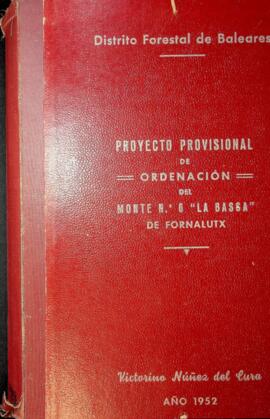 Distrito Forestal de Baleares
PROYECTO PROVISIONAL
DE
ORDENACIÓN
DEL
MONTE N.º 6 "LA BASSA"
DE FORNALUTX
Victorino Núñez del Cura
AÑO 1952